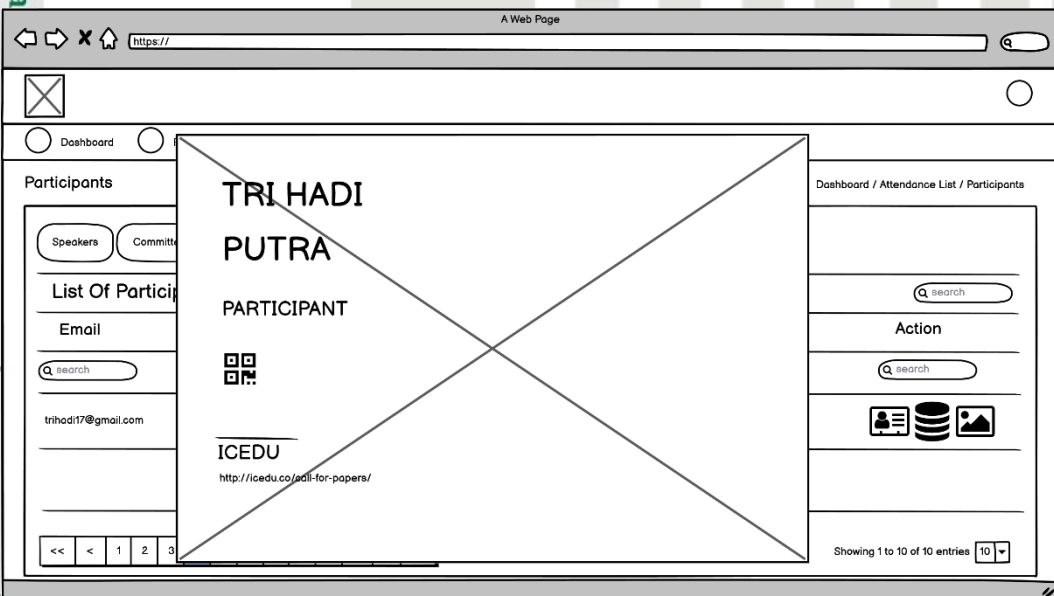 A Web Page
https://
Dashboard
Participants
Dashboard / Attendance List / Participants
Speakers
List Of
search
Email
Action
search
search
trihadi17@gmail.com
TRI HADI
PUTRA
PARTICIPANT
ICEDU
http://icedu.co/call-for-papers/
<< < 1 2 3
Showing 1 to 10 of 10 entries 10